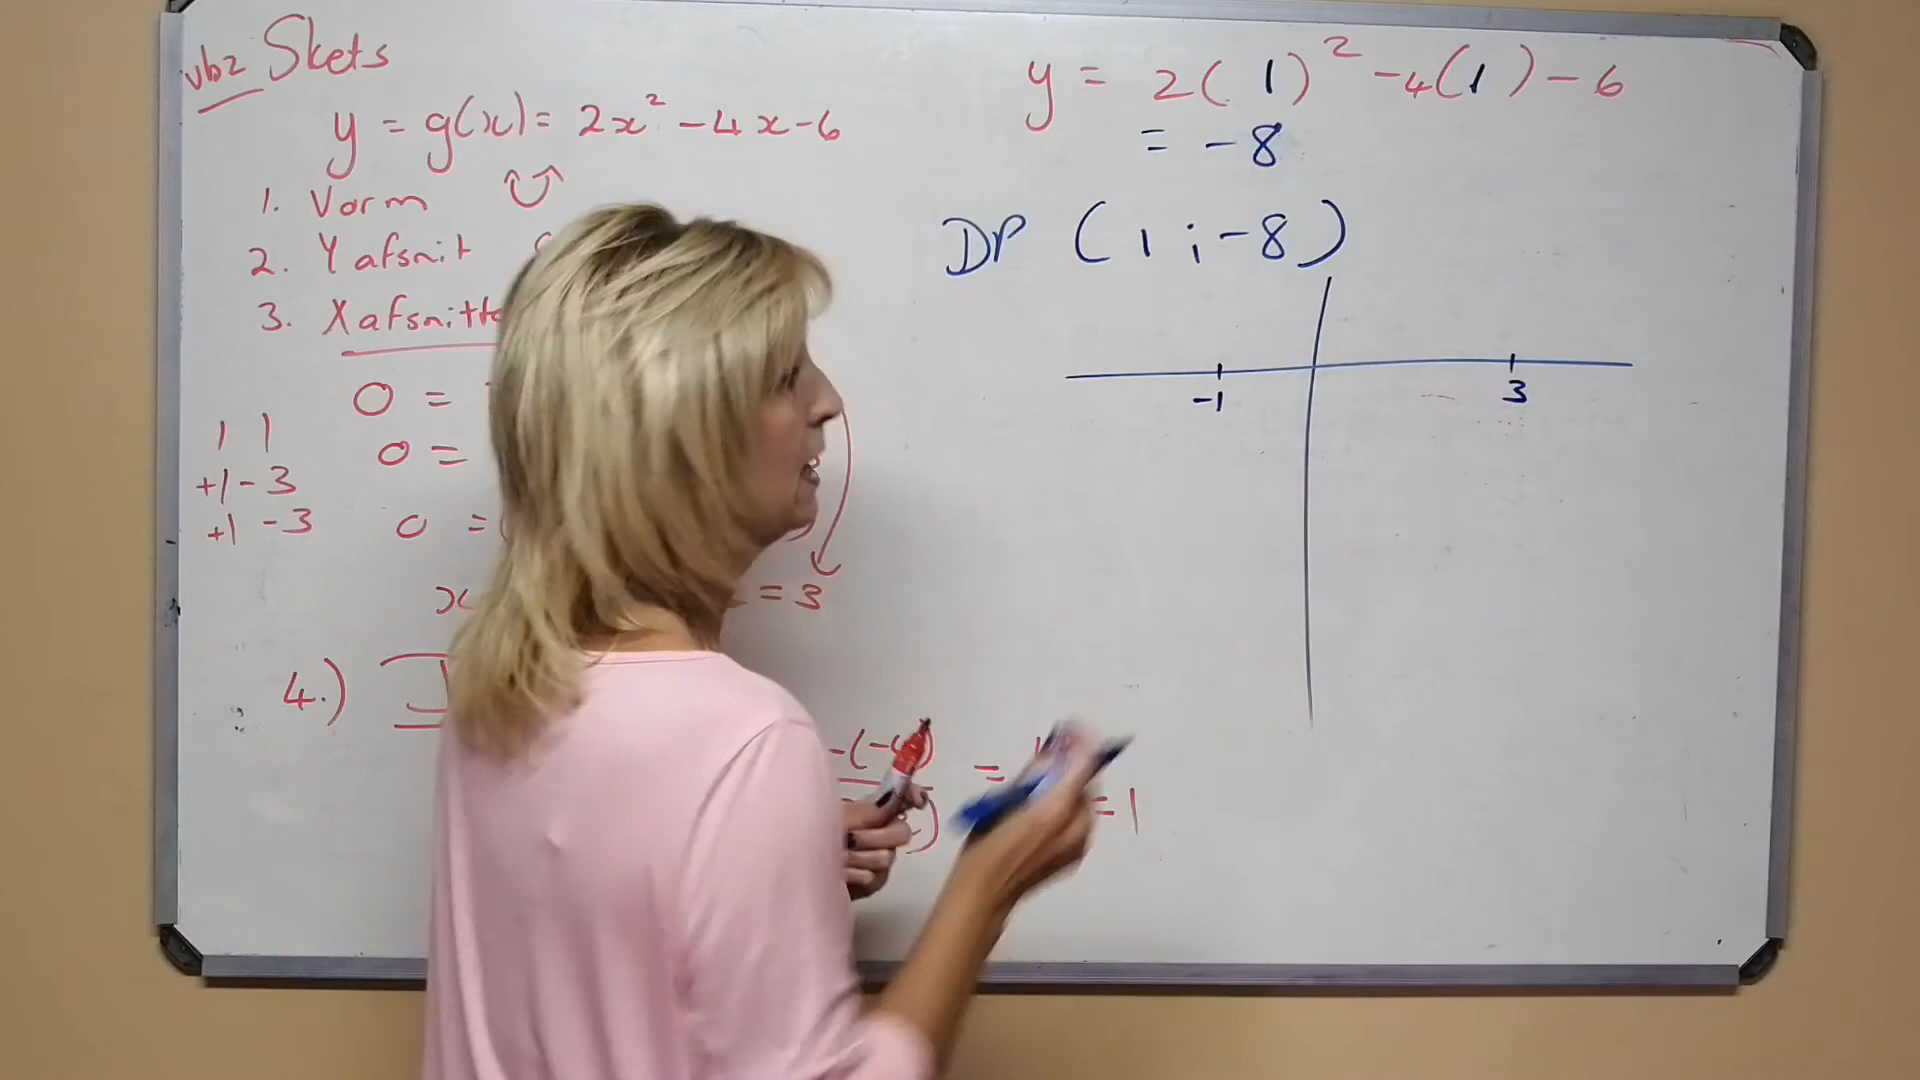 vb2 Skets
y = g(x) = 2x² - 4x - 6
1. Vorm
2. Y afsnit
3. X afsnitte
0 =
0 =
1 1
+1 - 3
+1 - 3
0 = (
)
x
= 3
4.)
-(-4)
=
= 1
y = 2( 1 )² - 4( 1 ) - 6
= -8
DP ( 1 ; -8 )
-1
3